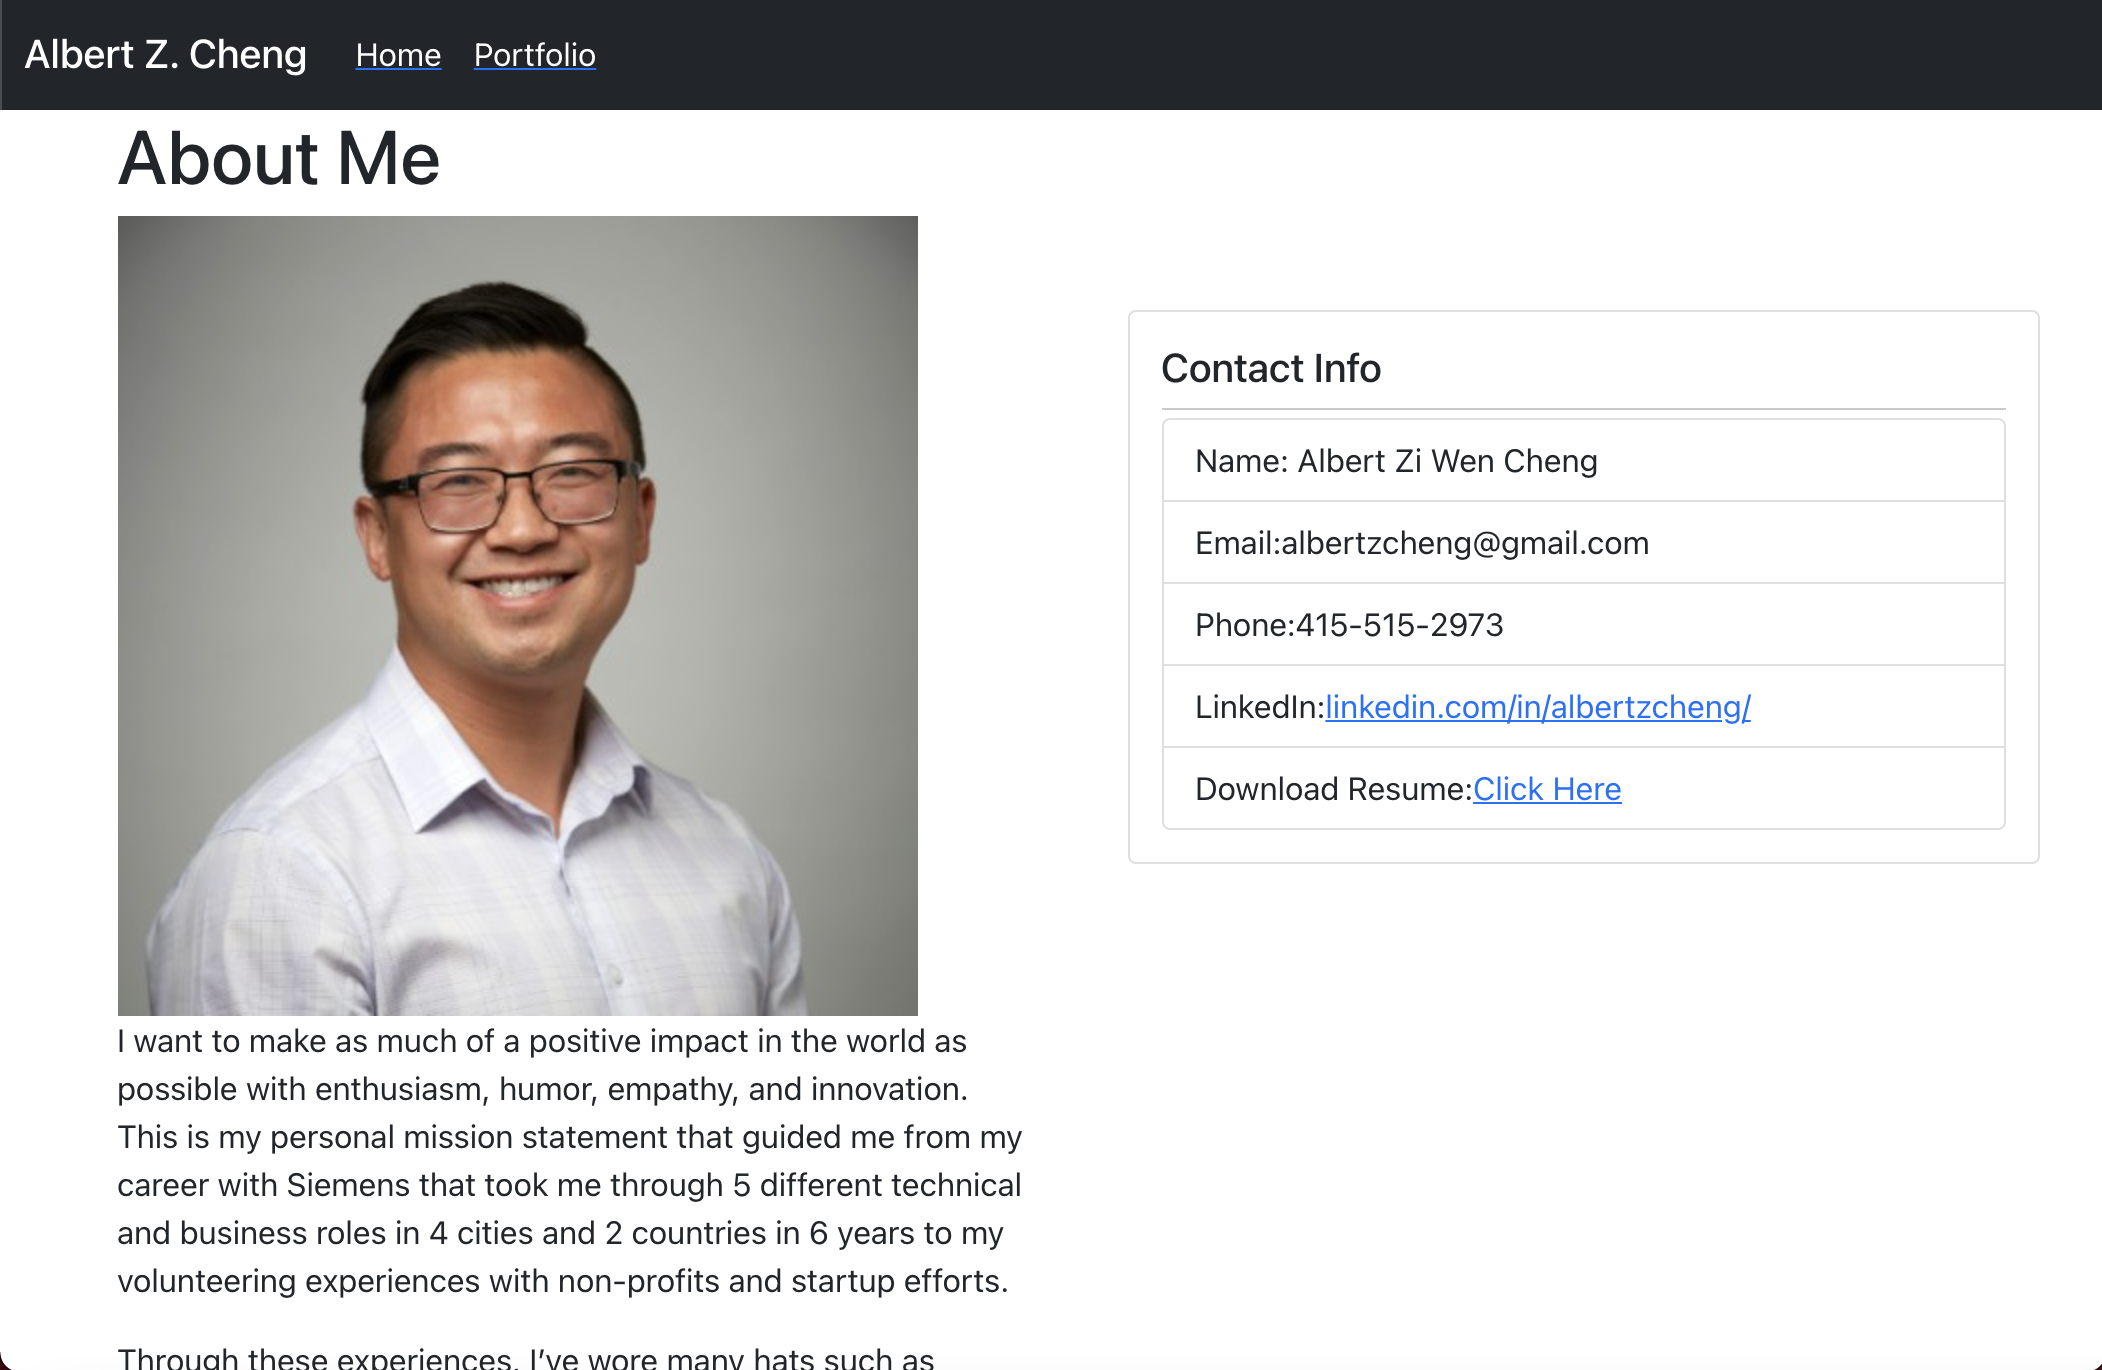 Albert Z. Cheng Home Portfolio
About Me
Contact Info
Name: Albert Zi Wen Cheng
Email:albertzcheng@gmail.com
Phone:415-515-2973
LinkedIn:linkedin.com/in/albertzcheng/
Download Resume:Click Here
I want to make as much of a positive impact in the world as
possible with enthusiasm, humor, empathy, and innovation.
This is my personal mission statement that guided me from my
career with Siemens that took me through 5 different technical
and business roles in 4 cities and 2 countries in 6 years to my
volunteering experiences with non-profits and startup efforts.
Through these experiences, I’ve wore many hats such as